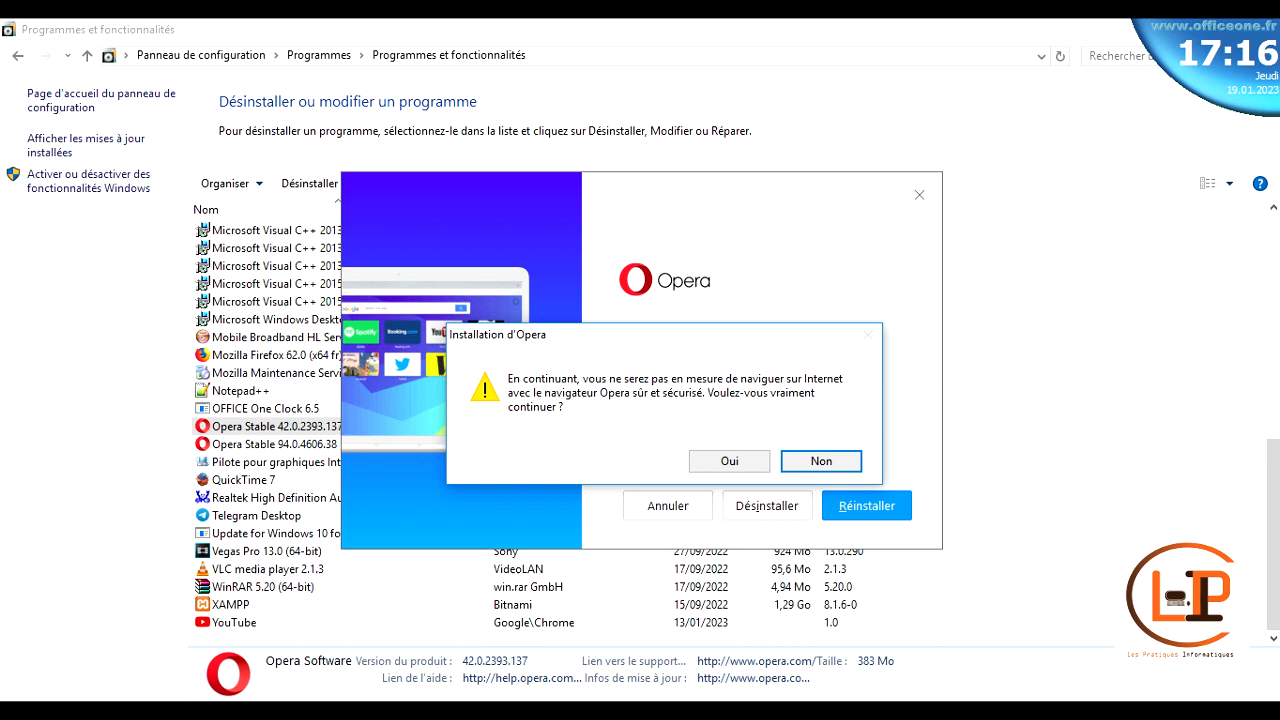 Programmes et fonctionnalités
www.officeone.fr
17:16
Jeudi
19.01.2023
Panneau de configuration > Programmes > Programmes et fonctionnalités
Rechercher
Page d'accueil du panneau de
configuration
Afficher les mises à jour
installées
Activer ou désactiver des
fonctionnalités Windows
Désinstaller ou modifier un programme
Pour désinstaller un programme, sélectionnez-le dans la liste et cliquez sur Désinstaller, Modifier ou Réparer.
Organiser Désinstaller
Nom
Microsoft Visual C++ 2013
Microsoft Visual C++ 2013
Microsoft Visual C++ 2013
Microsoft Visual C++ 2015
Microsoft Visual C++ 2015
Microsoft Windows Deskto
Mobile Broadband HL Serv
Mozilla Firefox 62.0 (x64 fr)
Mozilla Maintenance Servi
Notepad++
OFFICE One Clock 6.5
Opera Stable 42.0.2393.137
Opera Stable 94.0.4606.38
Pilote pour graphiques Int
QuickTime 7
Realtek High Definition Au
Telegram Desktop
Update for Windows 10 fo
Vegas Pro 13.0 (64-bit) Sony 27/09/2022 924 Mo 13.0.290
VLC media player 2.1.3 VideoLAN 17/09/2022 95,6 Mo 2.1.3
WinRAR 5.20 (64-bit) win.rar GmbH 17/09/2022 4,94 Mo 5.20.0
XAMPP Bitnami 15/09/2022 1,29 Go 8.1.6-0
YouTube Google\Chrome 13/01/2023 1.0
Opera
Spotify
Booking.com
Installation d'Opera
En continuant, vous ne serez pas en mesure de naviguer sur Internet
avec le navigateur Opera sûr et sécurisé. Voulez-vous vraiment
continuer ?
Oui Non
Annuler Désinstaller Réinstaller
Opera Software Version du produit : 42.0.2393.137 Lien vers le support... http://www.opera.com/ Taille : 383 Mo
Lien de l'aide : http://help.opera.com... Infos de mise à jour : http://www.opera.co...
LIP
Les Pratiques Informatiques